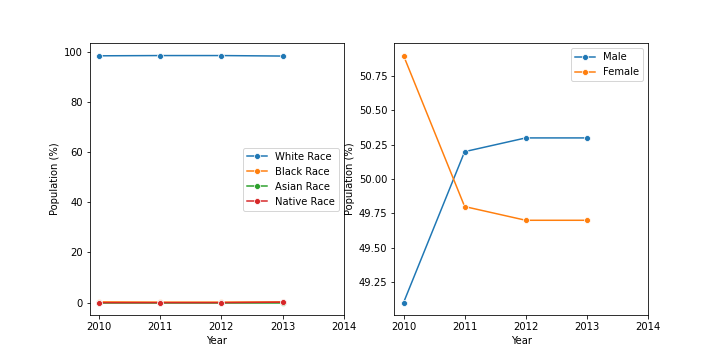 100
80
60
40
20
0
Population (%)
2010 2011 2012 2013 2014
Year
White Race
Black Race
Asian Race
Native Race
50.75
50.50
50.25
50.00
49.75
49.50
49.25
Population (%)
2010 2011 2012 2013 2014
Year
Male
Female